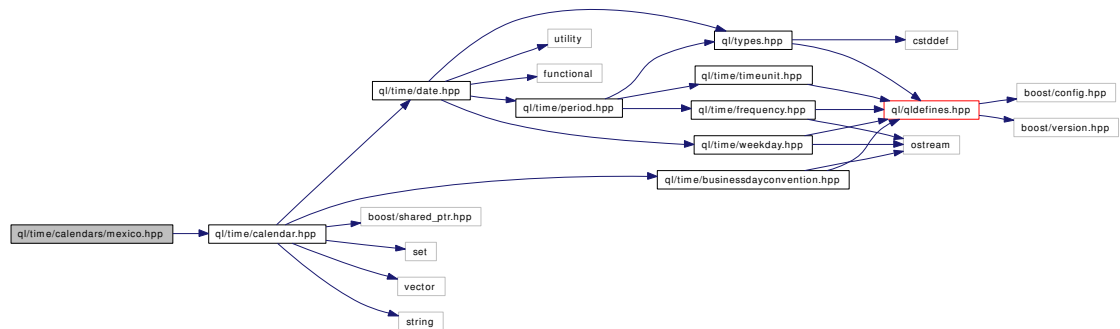 utility
ql/types.hpp
cstddef
functional
ql/time/timeunit.hpp
ql/time/date.hpp
boost/config.hpp
ql/time/period.hpp
ql/time/frequency.hpp
ql/qldefines.hpp
boost/version.hpp
ql/time/weekday.hpp
ostream
ql/time/businessdayconvention.hpp
boost/shared_ptr.hpp
ql/time/calendars/mexico.hpp
ql/time/calendar.hpp
set
vector
string